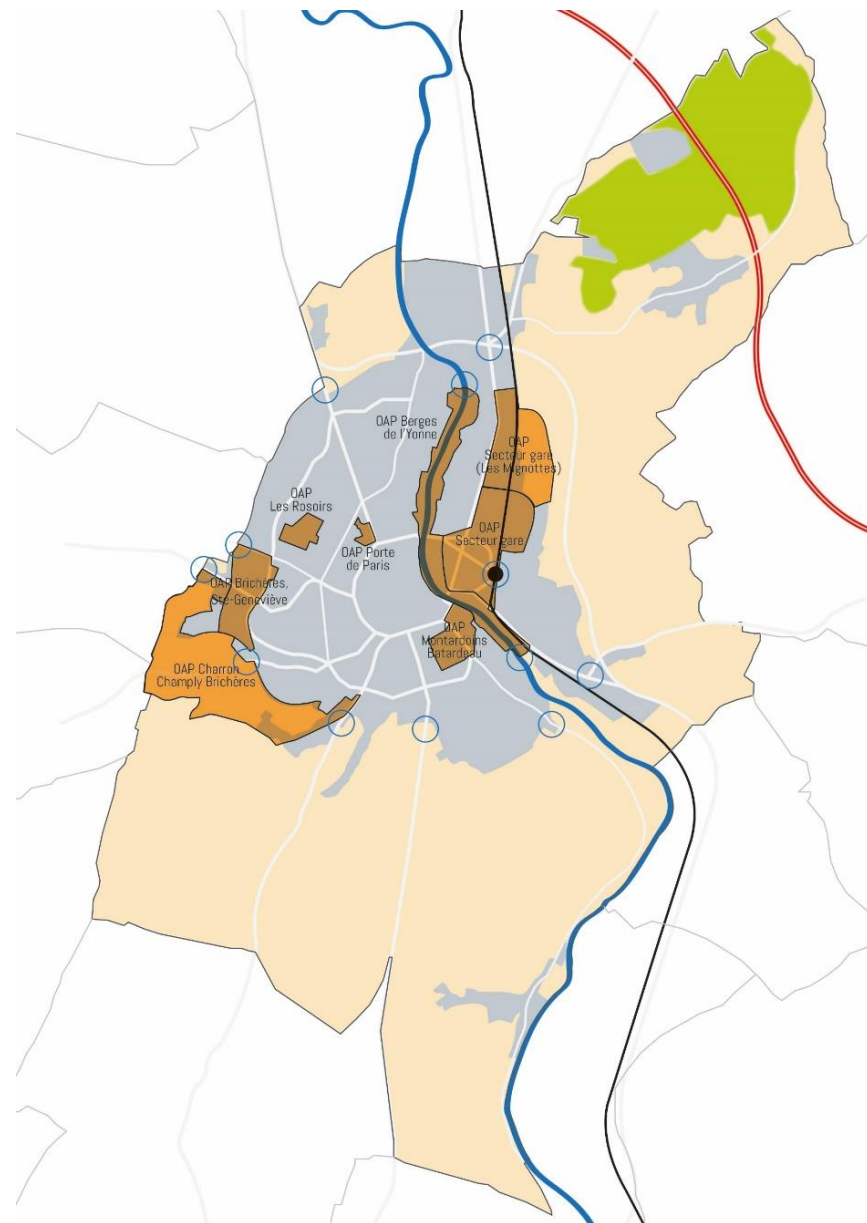 OAP Berges
de l'Yonne
OAP
Secteur gare
(Les Mignottes)
OAP
Les Rosoirs
OAP Porte
de Paris
OAP
Secteur gare
OAP Brichères,
Ste-Geneviève
OAP
Montardoins
Batardeau
OAP Charron
Champly Brichères